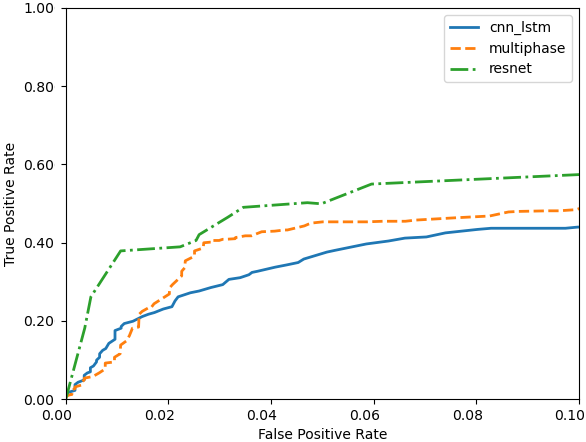 1.00
0.80
0.60
0.40
0.20
0.00
True Positive Rate
cnn_lstm
multiphase
resnet
0.00 0.02 0.04 0.06 0.08 0.10
False Positive Rate